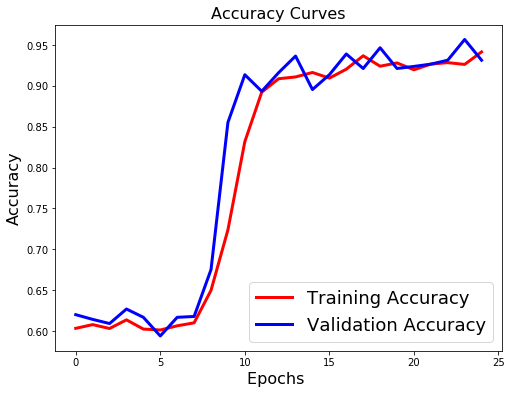 Accuracy Curves
Accuracy
0.95
0.90
0.85
0.80
0.75
0.70
0.65
0.60
Training Accuracy
Validation Accuracy
0 5 10 15 20 25
Epochs